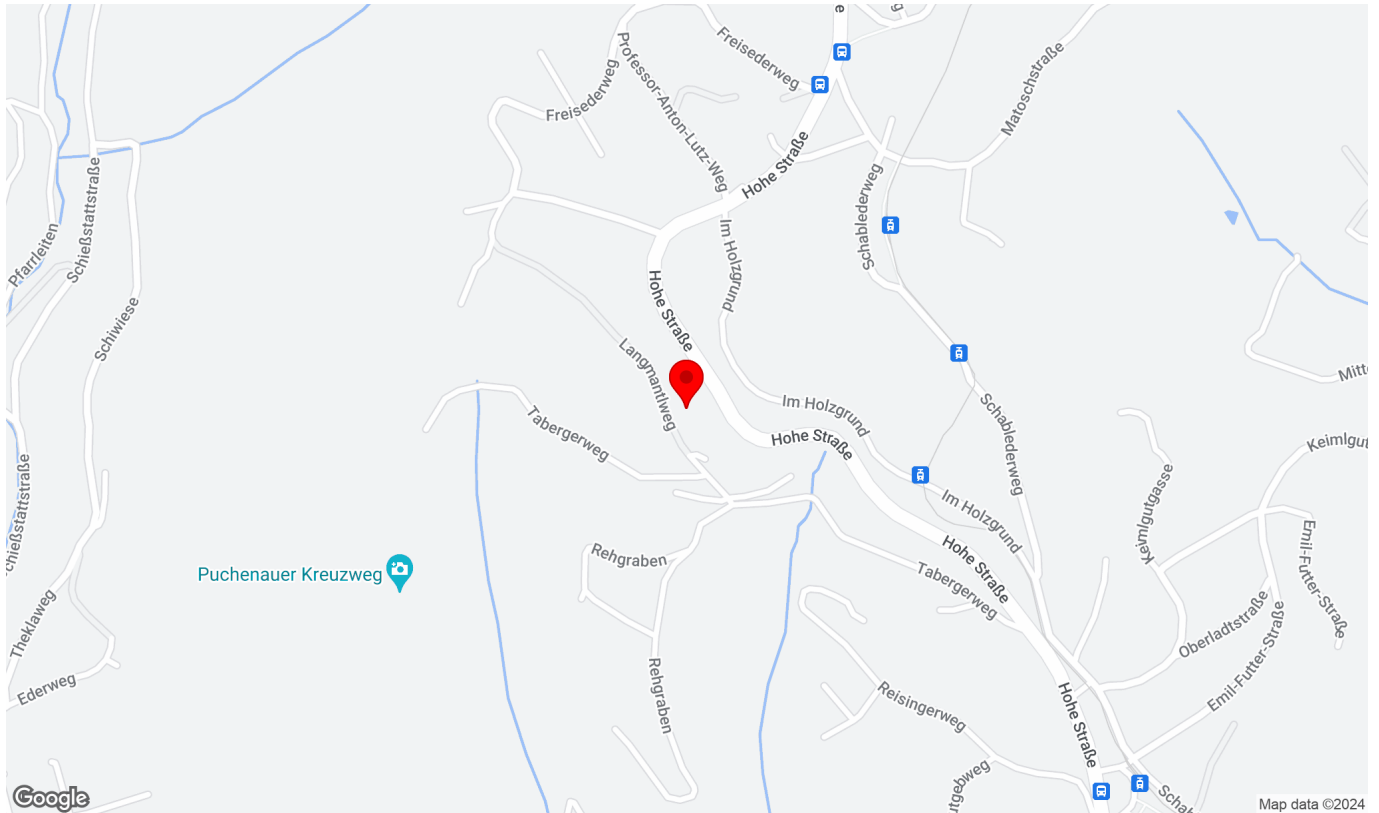 Freisederweg
Professor-Anton-Lutz-Weg
Freisederweg
Matoschstraße
Hohe Straße
Schablederweg
Schießstattstraße
Pfarrleiten
Im Holzgrund
Hohe Straße
Schiwiese
Langmantlweg
Im Holzgrund
Schablederweg
Tabergerweg
Hohe Straße
Keimlgutgasse
Im Holzgrund
Rehgraben
Puchenauer Kreuzweg
Hohe Straße
Tabergerweg
Emil-Futter-Straße
Theklaweg
Oberladtstraße
Emil-Futter-Straße
Ederweg
Rehgraben
Reisingerweg
Hohe Straße
Google
Map data ©2024